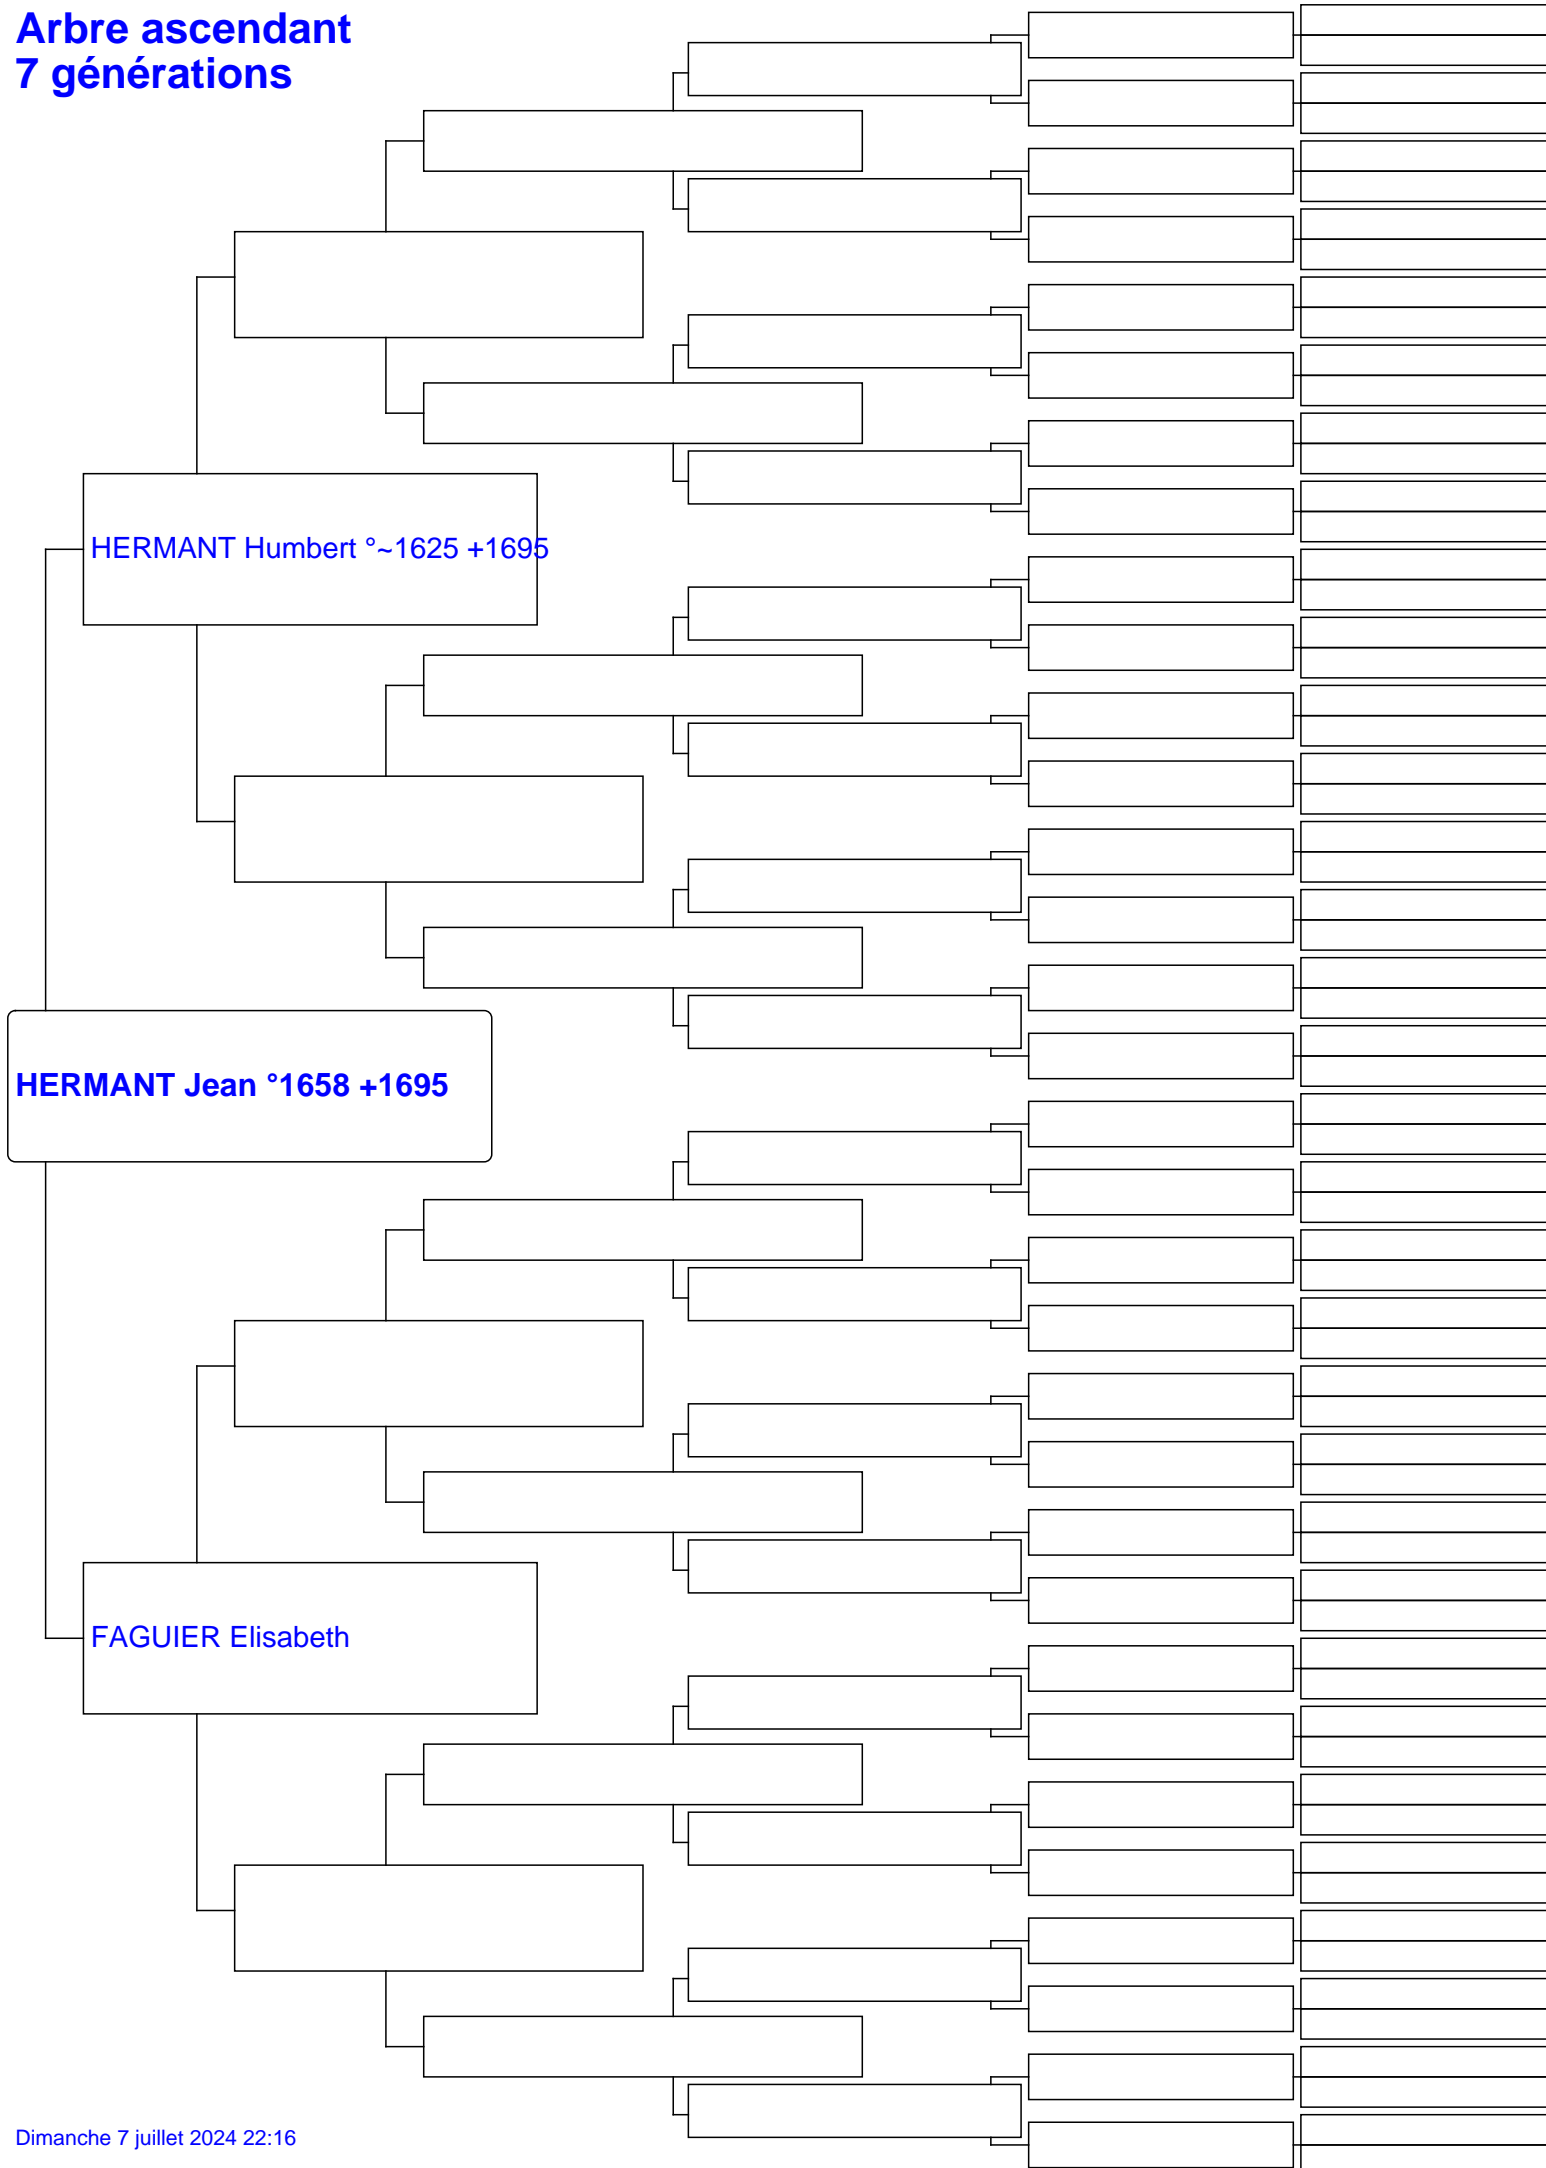 Arbre ascendant
7 générations
HERMANT Humbert °~1625 +1695
HERMANT Jean °1658 +1695
FAGUIER Elisabeth
Dimanche 7 juillet 2024 22:16